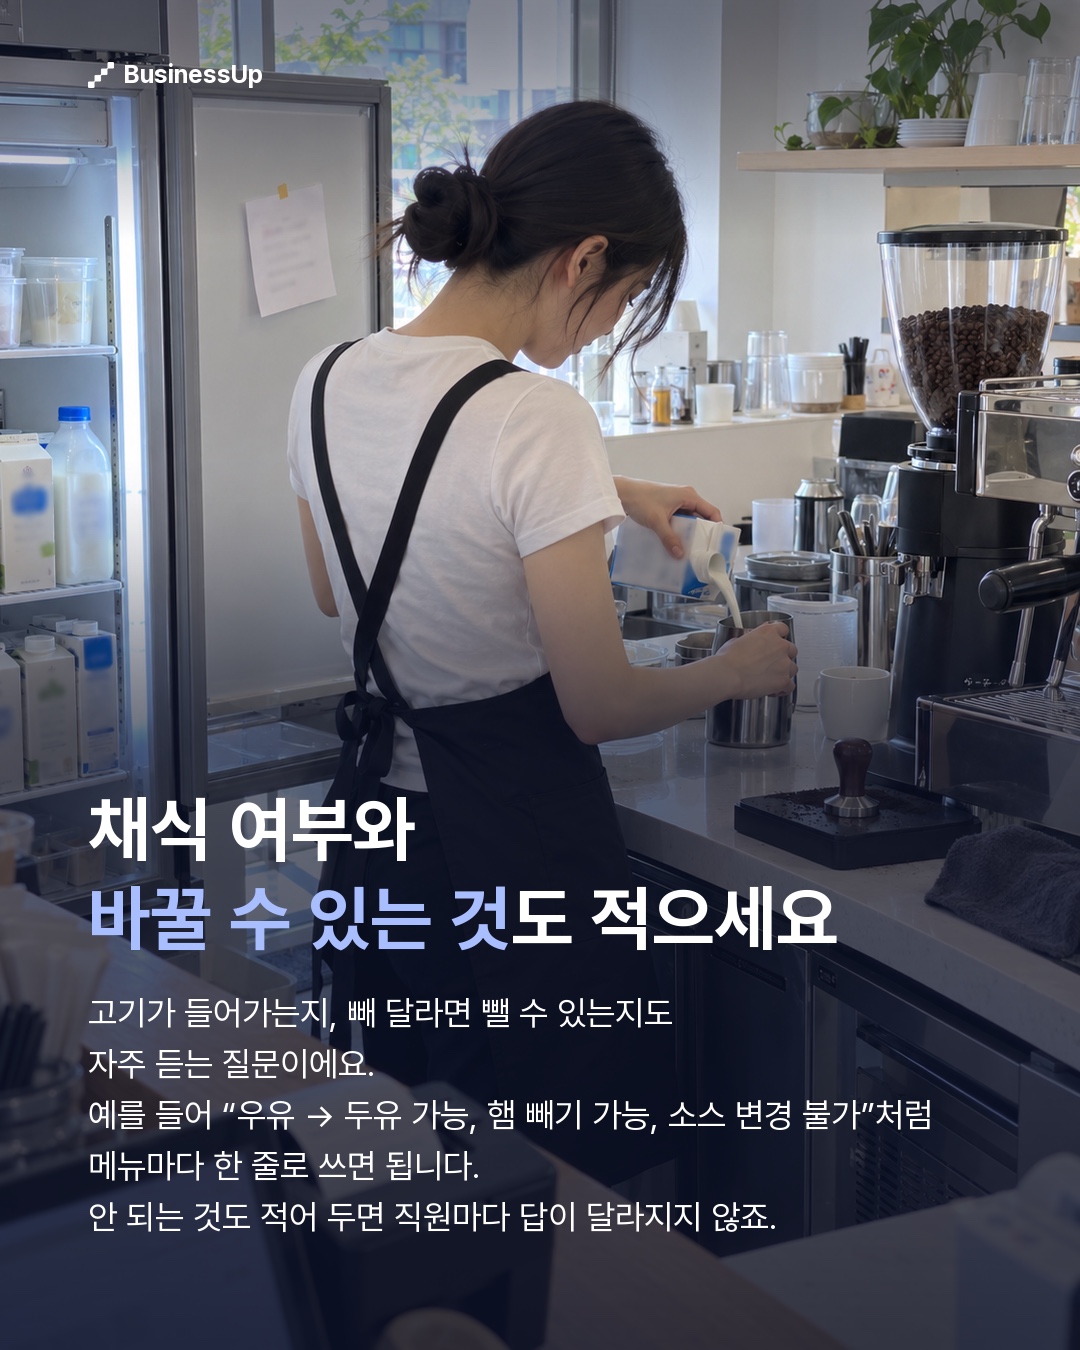 BusinessUp
채식 여부와
바꿀 수 있는 것도 적으세요
고기가 들어가는지, 빼 달라면 뺄 수 있는지도
자주 듣는 질문이에요.
예를 들어 “우유 → 두유 가능, 햄 빼기 가능, 소스 변경 불가”처럼
메뉴마다 한 줄로 쓰면 됩니다.
안 되는 것도 적어 두면 직원마다 답이 달라지지 않죠.